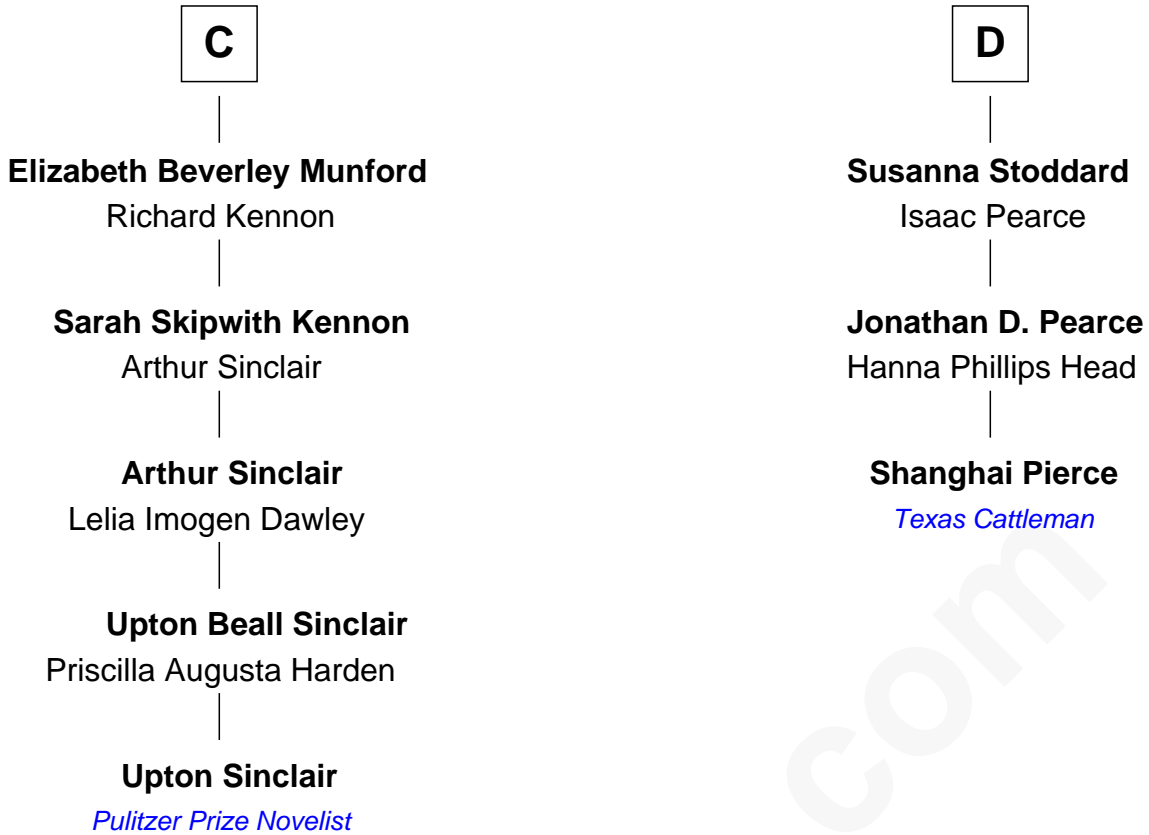 C
Elizabeth Beverley Munford
Richard Kennon
Sarah Skipwith Kennon
Arthur Sinclair
Arthur Sinclair
Lelia Imogen Dawley
Upton Beall Sinclair
Priscilla Augusta Harden
Upton Sinclair
Pulitzer Prize Novelist
D
Susanna Stoddard
Isaac Pearce
Jonathan D. Pearce
Hanna Phillips Head
Shanghai Pierce
Texas Cattleman
com